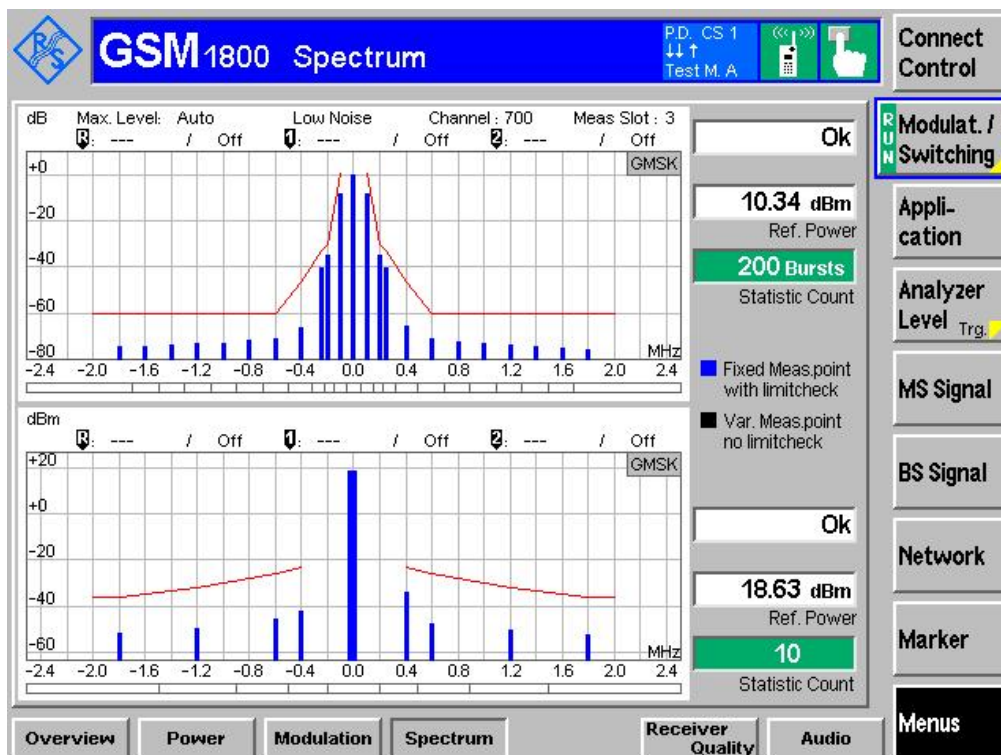 R&S
GSM 1800 Spectrum
P.D. CS 1
Test M. A
Connect
Control
dB Max. Level: Auto Low Noise Channel : 700 Meas Slot : 3
R: --- / Off 1: --- / Off 2: --- / Off
GMSK
+0
-20
-40
-60
-80
MHz
-2.4 -2.0 -1.6 -1.2 -0.8 -0.4 0.0 0.4 0.8 1.2 1.6 2.0 2.4
Ok
10.34 dBm
Ref. Power
200 Bursts
Statistic Count
Fixed Meas.point
with limitcheck
Var. Meas.point
no limitcheck
dBm
R: --- / Off 1: --- / Off 2: --- / Off
GMSK
+20
+0
-20
-40
-60
MHz
-2.4 -2.0 -1.6 -1.2 -0.8 -0.4 0.0 0.4 0.8 1.2 1.6 2.0 2.4
Ok
18.63 dBm
Ref. Power
10
Statistic Count
RUN
Modulat. /
Switching
Appli-
cation
Analyzer
Level Trg.
MS Signal
BS Signal
Network
Marker
Menus
Overview
Power
Modulation
Spectrum
Receiver
Quality
Audio